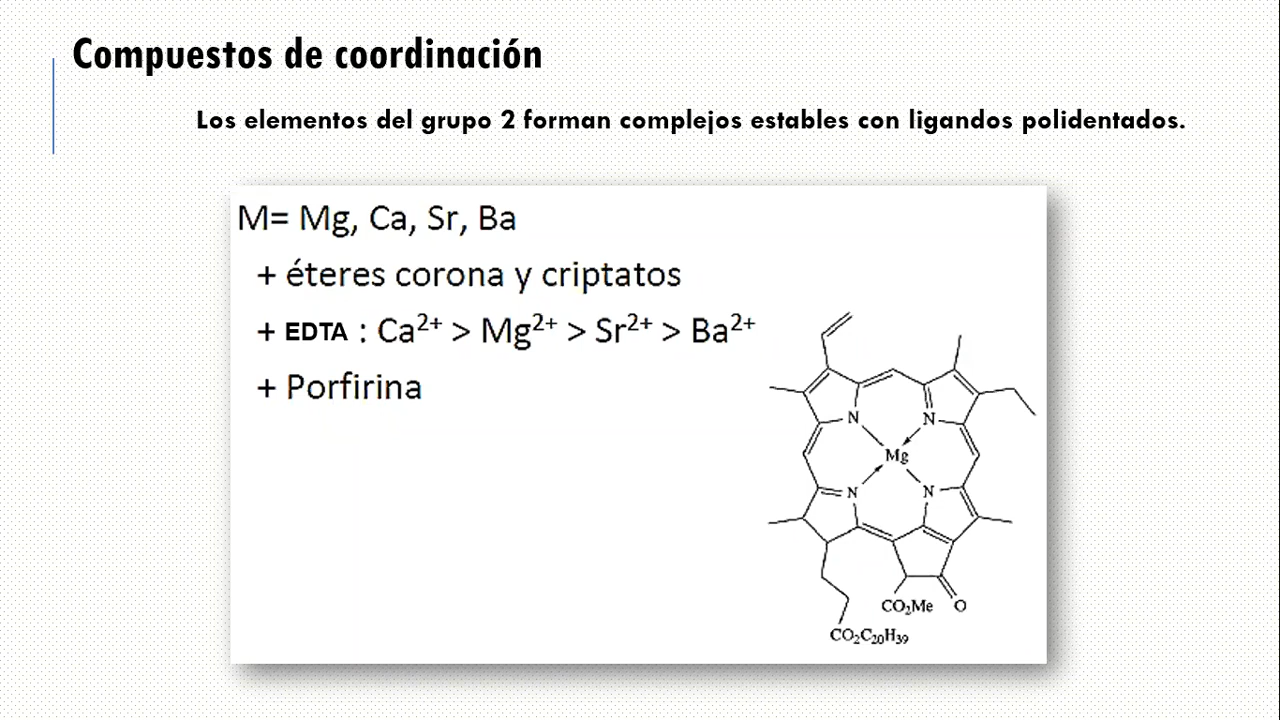 Compuestos de coordinación
Los elementos del grupo 2 forman complejos estables con ligandos polidentados.
M= Mg, Ca, Sr, Ba
+ éteres corona y criptatos
+ EDTA : Ca²⁺ > Mg²⁺ > Sr²⁺ > Ba²⁺
+ Porfirina
N N
Mg
N N
CO₂Me O
CO₂C₂₀H₃₉